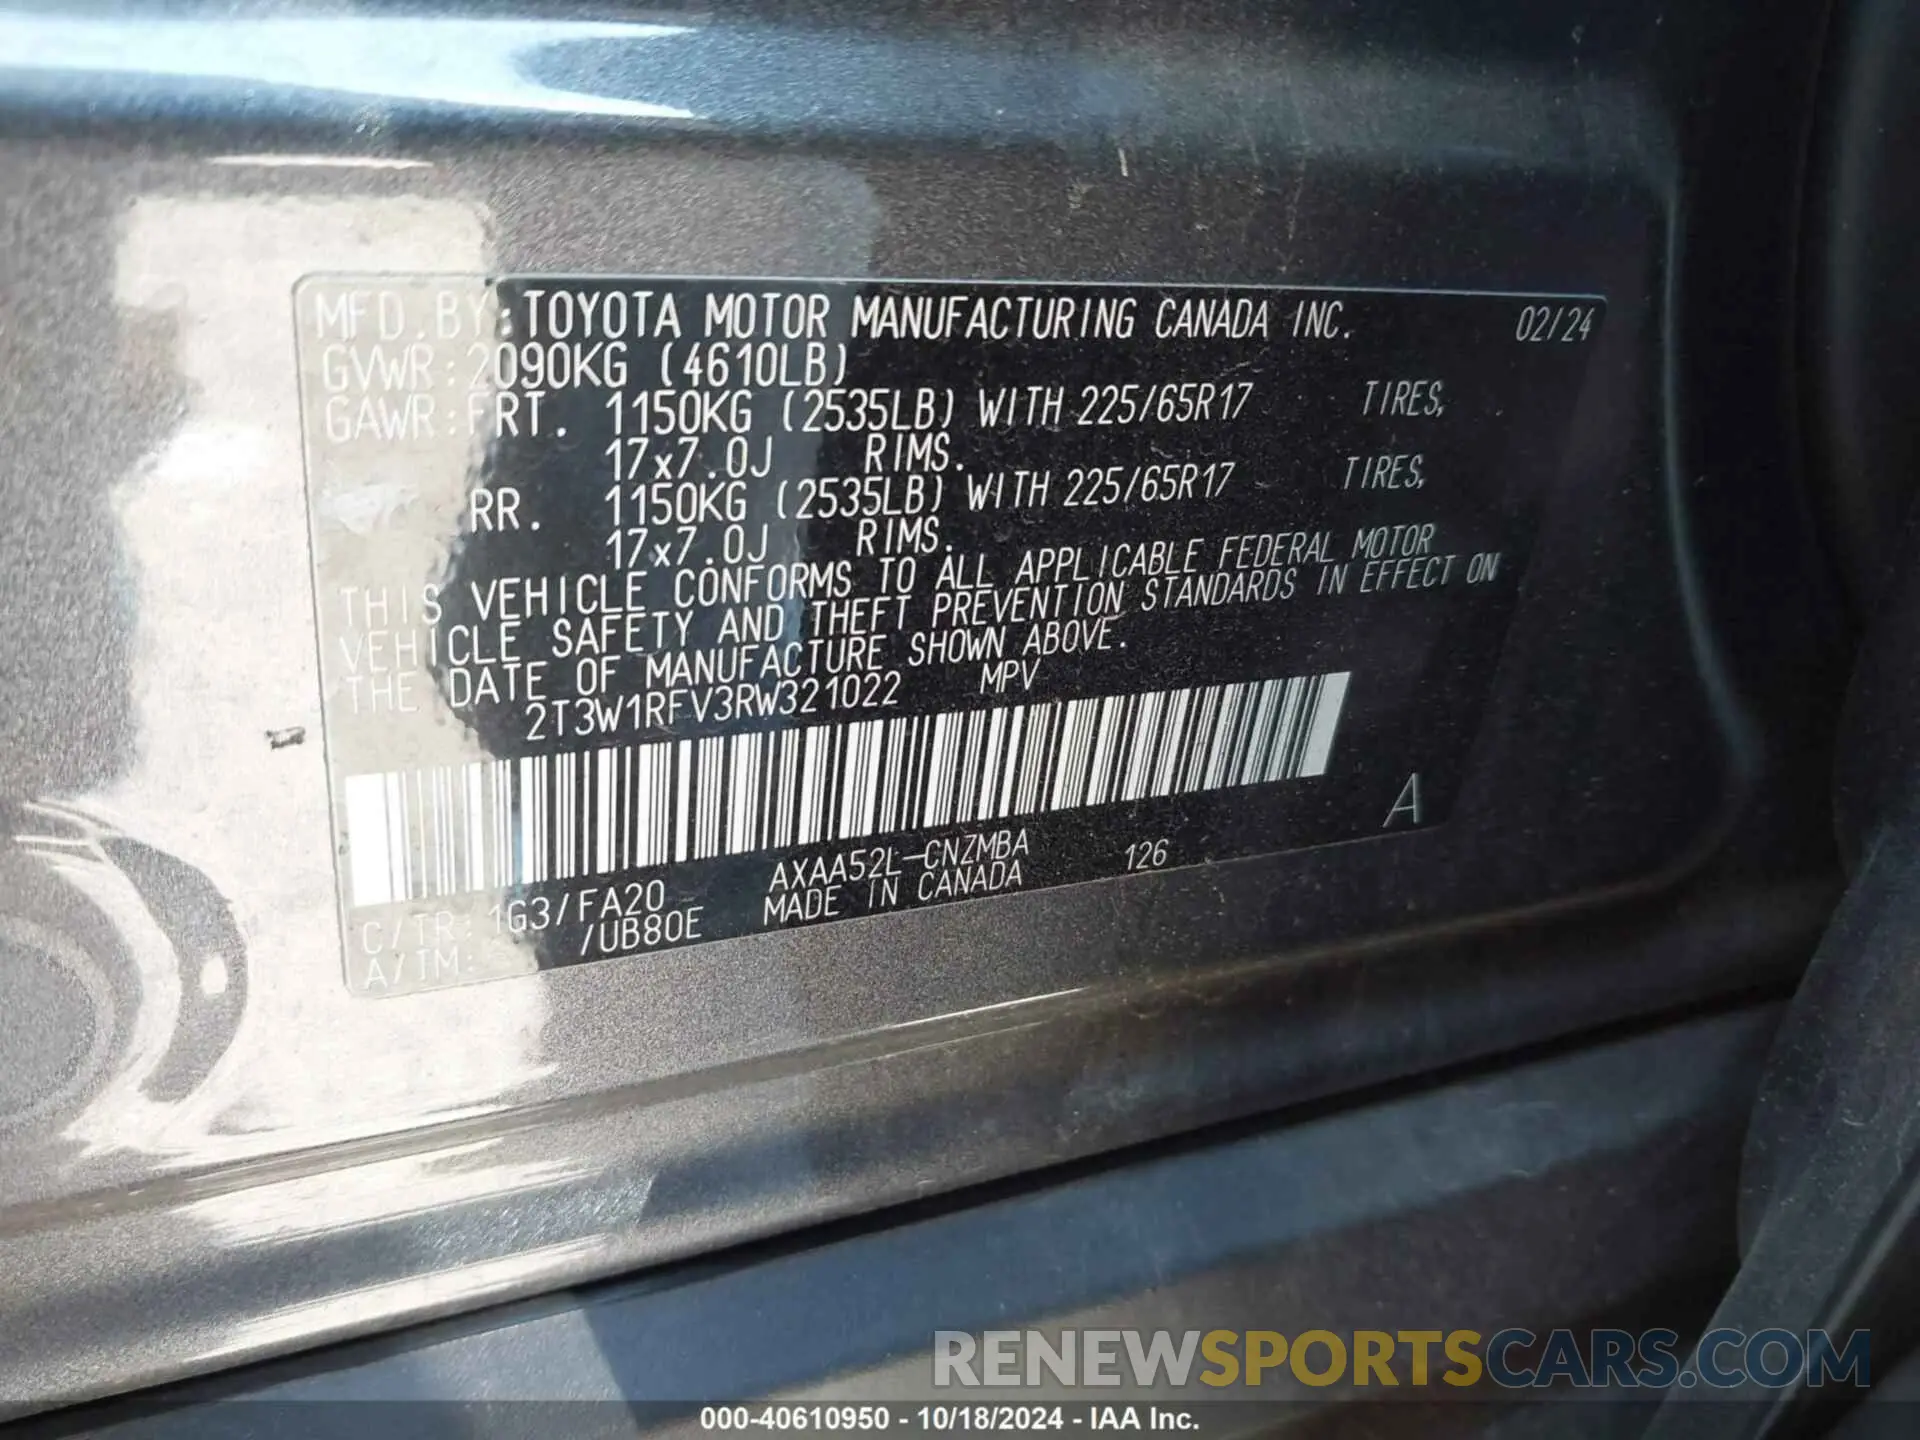 MFD.BY:TOYOTA MOTOR MANUFACTURING CANADA INC. 02/24
GVWR:2090KG (4610LB)
GAWR:FRT. 1150KG (2535LB) WITH 225/65R17 TIRES,
17x7.0J RIMS.
RR. 1150KG (2535LB) WITH 225/65R17 TIRES,
17x7.0J RIMS.
THIS VEHICLE CONFORMS TO ALL APPLICABLE FEDERAL MOTOR
VEHICLE SAFETY AND THEFT PREVENTION STANDARDS IN EFFECT ON
THE DATE OF MANUFACTURE SHOWN ABOVE.
2T3W1RFV3RW321022 MPV
A
C/TR: 1G3/FA20 AXAA52L-CNZMBA 126
A/TM: /UB80E MADE IN CANADA
RENEWSPORTSCARS.COM
000-40610950 - 10/18/2024 - IAA Inc.